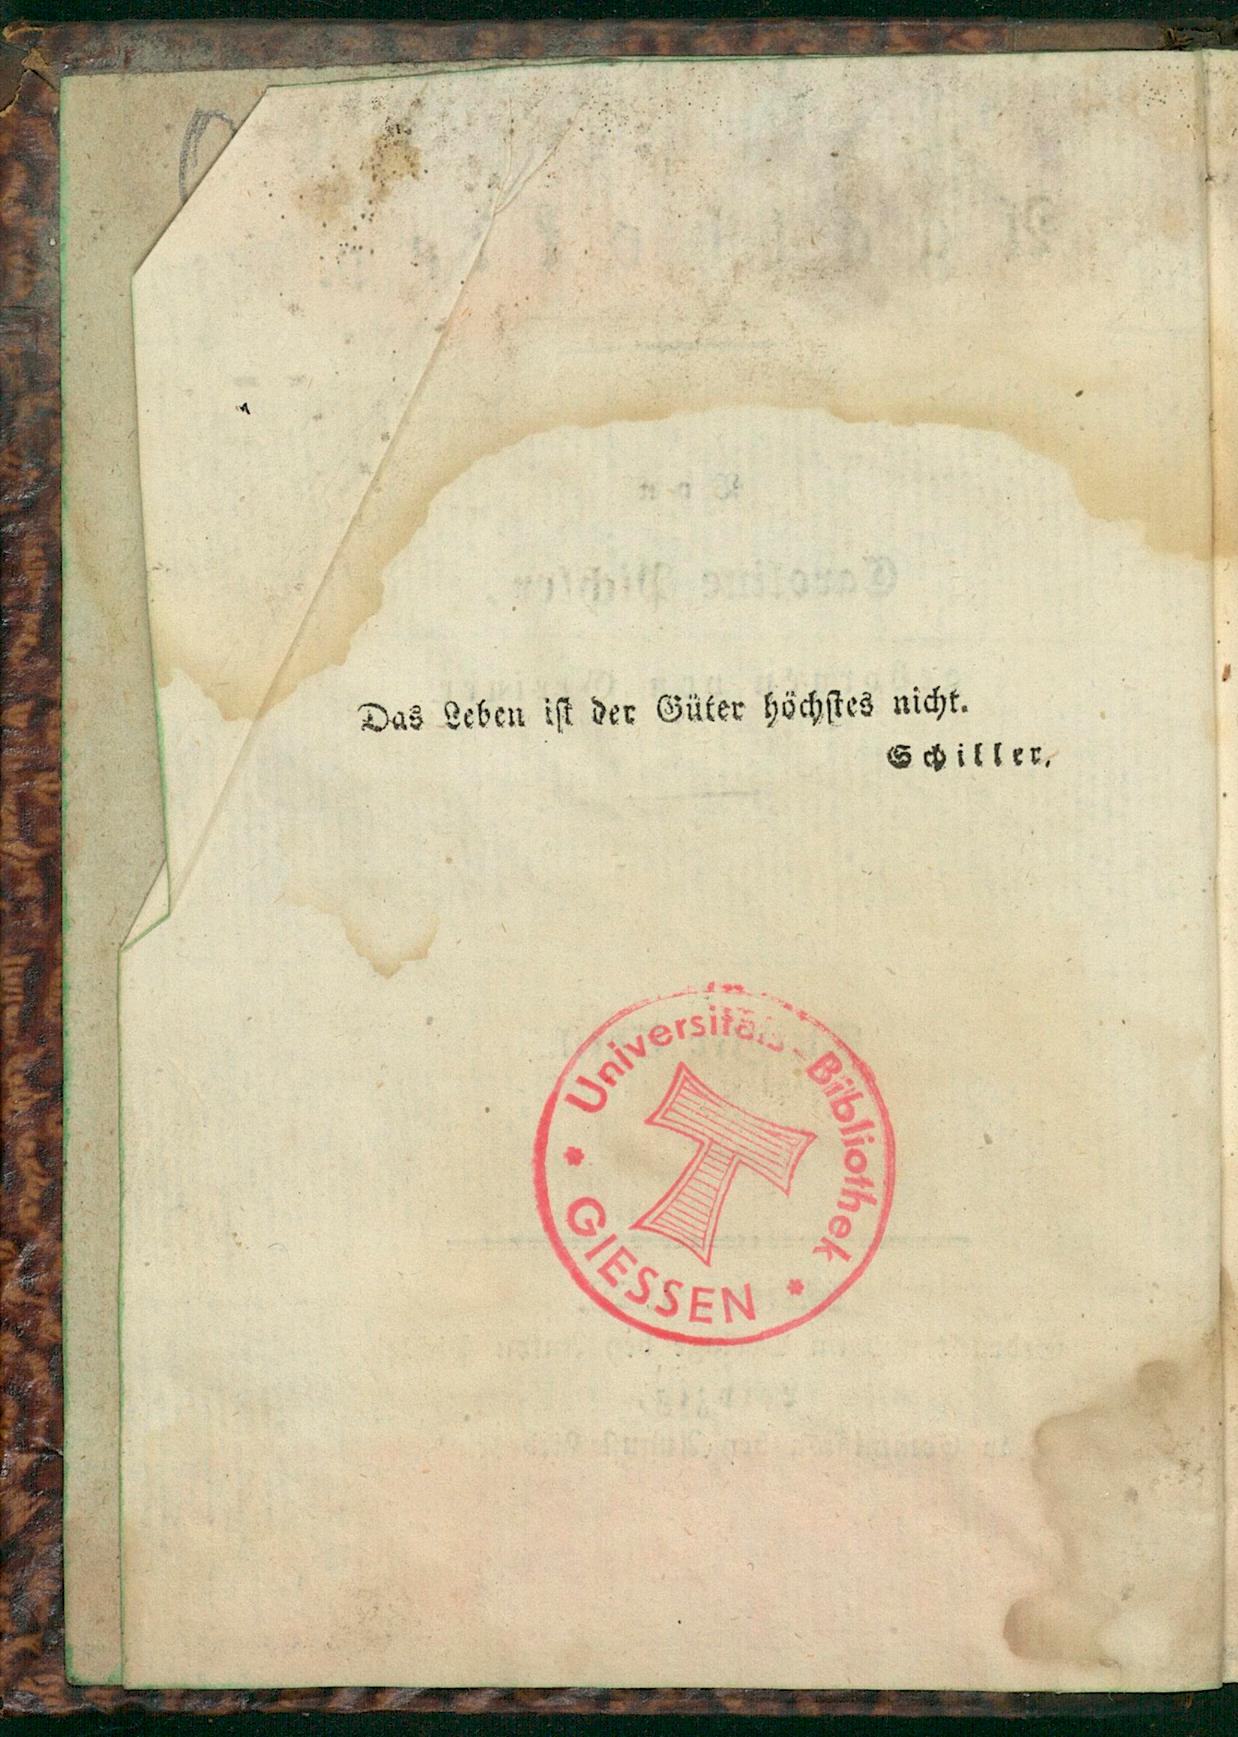 Das Leben ist der Güter höchstes nicht.
Schiller.
Universitäts-Bibliothek
* GIESSEN *